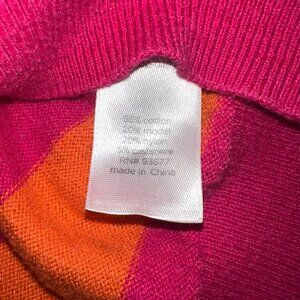 55% cotton
20% modal
20% nylon
5% cashmere
RN# 93677
made in China